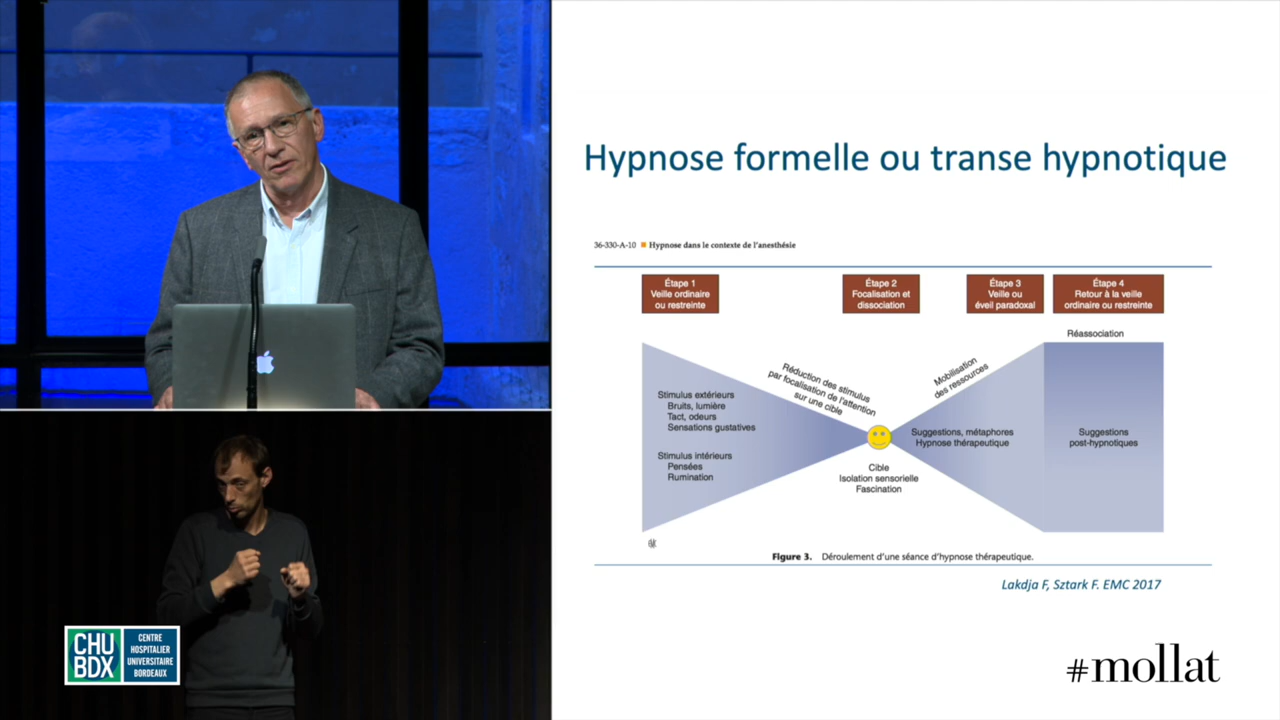 Hypnose formelle ou transe hypnotique
36-330-A-10 Hypnose dans le contexte de l'anesthésie
Étape 1
Veille ordinaire
ou restreinte
Étape 2
Focalisation et
dissociation
Étape 3
Veille ou
éveil paradoxal
Étape 4
Retour à la veille
ordinaire ou restreinte
Réassociation
Réduction des stimulus
par focalisation de l'attention
sur une cible
Mobilisation
des ressources
Stimulus extérieurs
Bruits, lumière
Tact, odeurs
Sensations gustatives
Stimulus intérieurs
Pensées
Rumination
Suggestions, métaphores
Hypnose thérapeutique
Suggestions
post-hypnotiques
Cible
Isolation sensorielle
Fascination
Figure 3. Déroulement d'une séance d'hypnose thérapeutique.
Lakdja F, Sztark F. EMC 2017
CHU
BDX
CENTRE
HOSPITALIER
UNIVERSITAIRE
BORDEAUX
#mollat